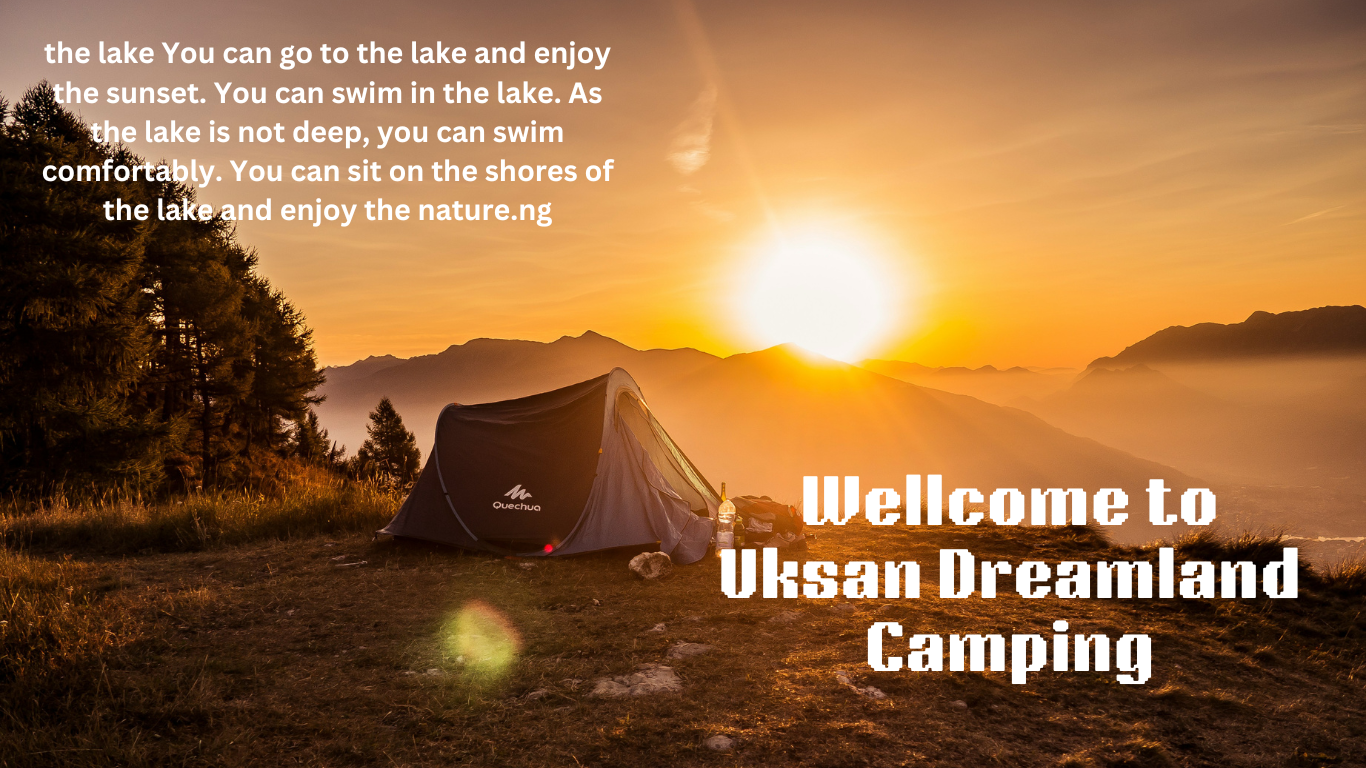 the lake You can go to the lake and enjoy
the sunset. You can swim in the lake. As
the lake is not deep, you can swim
comfortably. You can sit on the shores of
the lake and enjoy the nature.ng
Quechua
Wellcome to
Uksan Dreamland
Camping